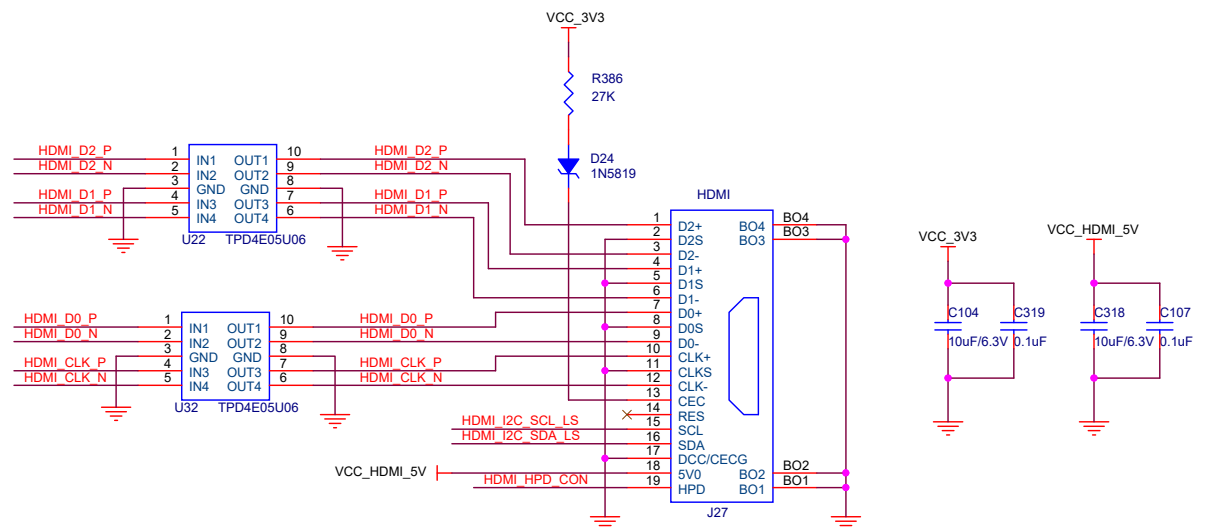 VCC_3V3
R386
27K
D24
1N5819
HDMI_D2_P 1 IN1 OUT1 10 HDMI_D2_P
HDMI_D2_N 2 IN2 OUT2 9 HDMI_D2_N
3 GND GND 8
HDMI_D1_P 4 IN3 OUT3 7 HDMI_D1_P
HDMI_D1_N 5 IN4 OUT4 6 HDMI_D1_N
U22 TPD4E05U06
HDMI_D0_P 1 IN1 OUT1 10 HDMI_D0_P
HDMI_D0_N 2 IN2 OUT2 9 HDMI_D0_N
3 GND GND 8
HDMI_CLK_P 4 IN3 OUT3 7 HDMI_CLK_P
HDMI_CLK_N 5 IN4 OUT4 6 HDMI_CLK_N
U32 TPD4E05U06
HDMI
1 D2+ BO4 BO4
2 D2S BO3 BO3
3 D2-
4 D1+
5 D1S
6 D1-
7 D0+
8 D0S
9 D0-
10 CLK+
11 CLKS
12 CLK-
13 CEC
14 RES
HDMI_I2C_SCL_LS 15 SCL
HDMI_I2C_SDA_LS 16 SDA
17 DCC/CECG
VCC_HDMI_5V 18 5V0 BO2 BO2
HDMI_HPD_CON 19 HPD BO1 BO1
J27
VCC_3V3
C104 C319
10uF/6.3V 0.1uF
VCC_HDMI_5V
C318 C107
10uF/6.3V 0.1uF